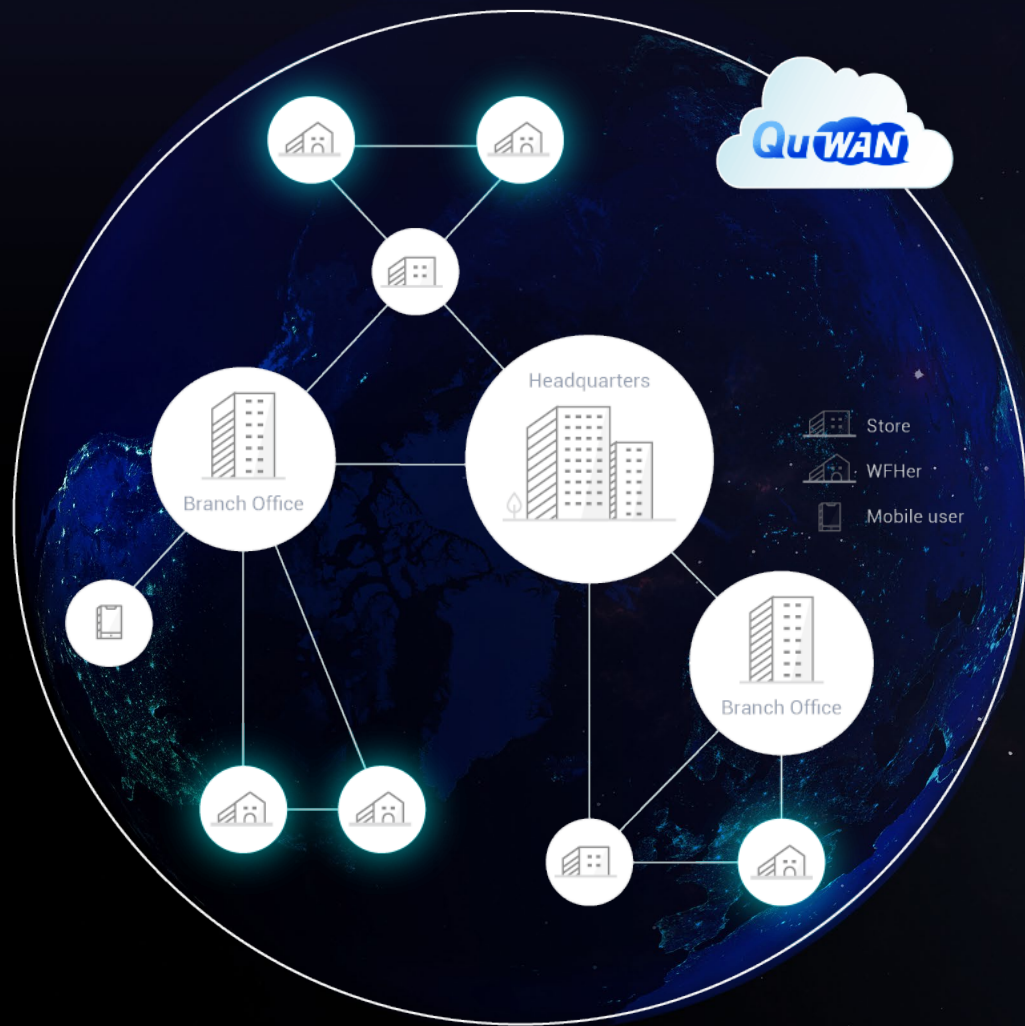 QuWAN
Headquarters
Branch Office
Store
WFHer
Mobile user
Branch Office